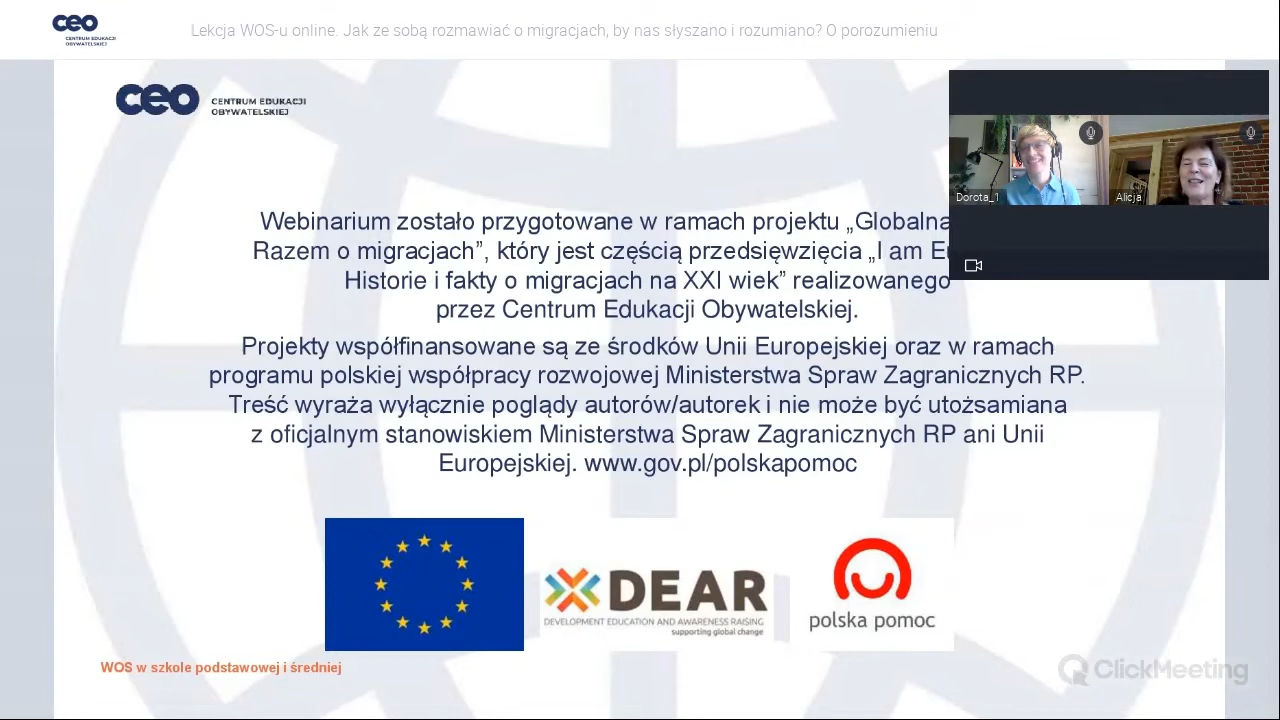 ceo
CENTRUM EDUKACJI
OBYWATELSKIEJ
Lekcja WOS-u online. Jak ze sobą rozmawiać o migracjach, by nas słyszano i rozumiano? O porozumieniu
ceo
CENTRUM EDUKACJI
OBYWATELSKIEJ
Dorota_1
Alicja
Webinarium zostało przygotowane w ramach projektu „Globalna
Razem o migracjach”, który jest częścią przedsięwzięcia „I am
Historie i fakty o migracjach na XXI wiek” realizowanego
przez Centrum Edukacji Obywatelskiej.
Projekty współfinansowane są ze środków Unii Europejskiej oraz w ramach
programu polskiej współpracy rozwojowej Ministerstwa Spraw Zagranicznych RP.
Treść wyraża wyłącznie poglądy autorów/autorek i nie może być utożsamiana
z oficjalnym stanowiskiem Ministerstwa Spraw Zagranicznych RP ani Unii
Europejskiej. www.gov.pl/polskapomoc
DEAR
DEVELOPMENT EDUCATION AND AWARENESS RAISING
supporting global change
polska pomoc
WOS w szkole podstawowej i średniej
ClickMeeting